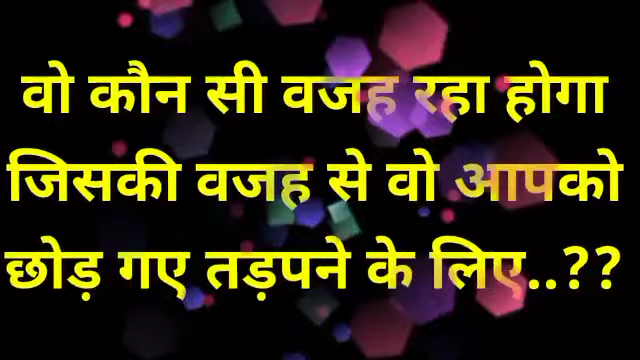 वो कौन सी वजह रहा होगा
जिसकी वजह से वो आपको
छोड़ गए तड़पने के लिए..??